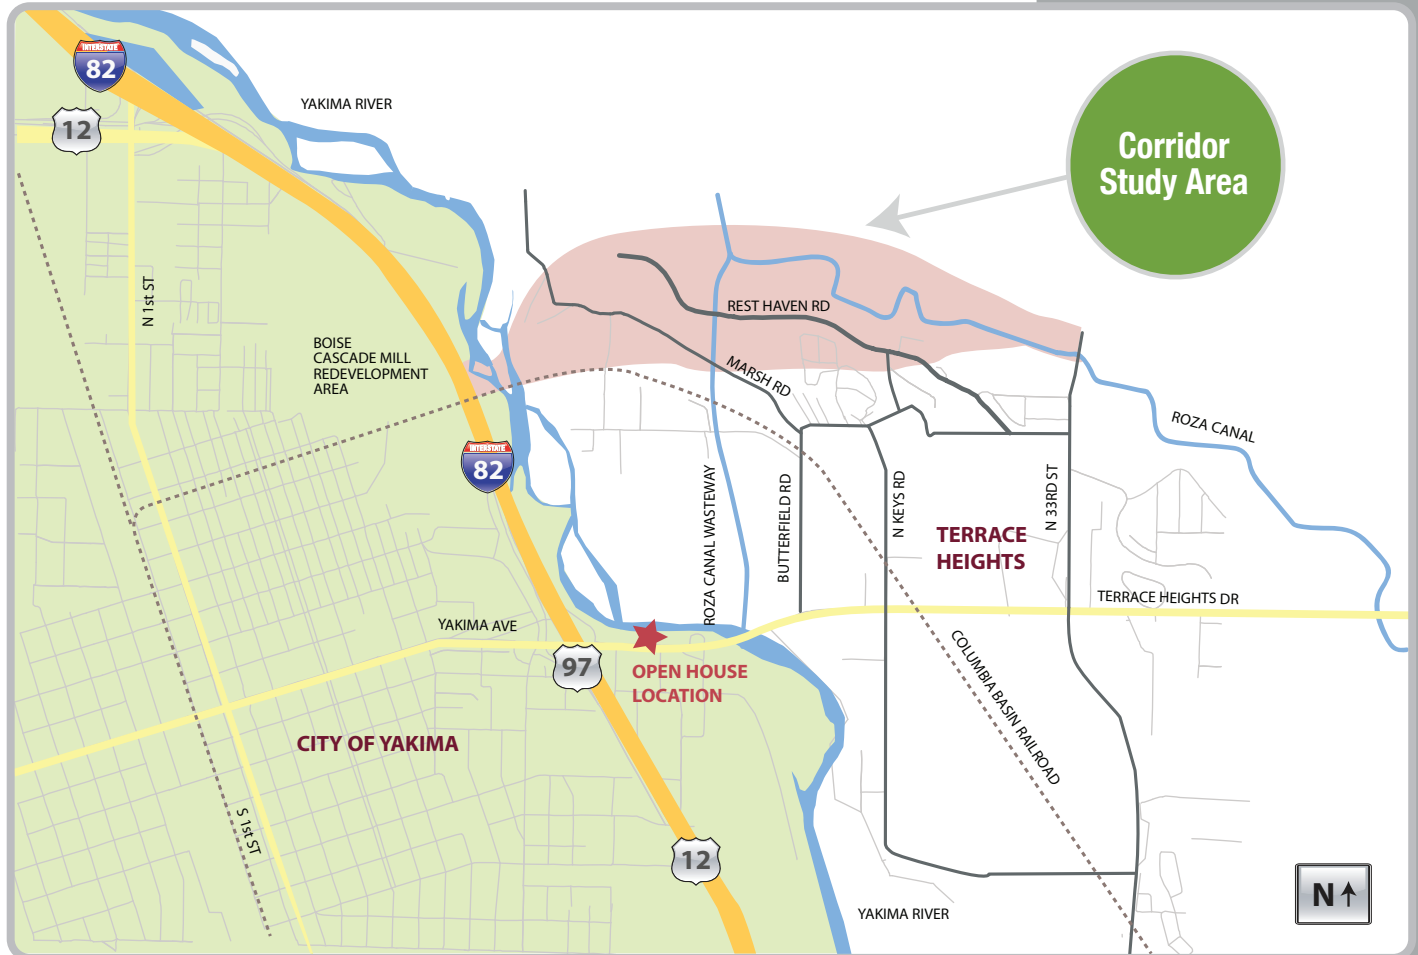 INTERSTATE
82
12
YAKIMA RIVER
Corridor
Study Area
N 1st ST
REST HAVEN RD
BOISE
CASCADE MILL
REDEVELOPMENT
AREA
MARSH RD
ROZA CANAL
INTERSTATE
82
ROZA CANAL WASTEWAY
BUTTERFIELD RD
N KEYS RD
N 33RD ST
TERRACE
HEIGHTS
TERRACE HEIGHTS DR
YAKIMA AVE
97
OPEN HOUSE
LOCATION
COLUMBIA BASIN RAILROAD
CITY OF YAKIMA
S 1st ST
12
YAKIMA RIVER
N